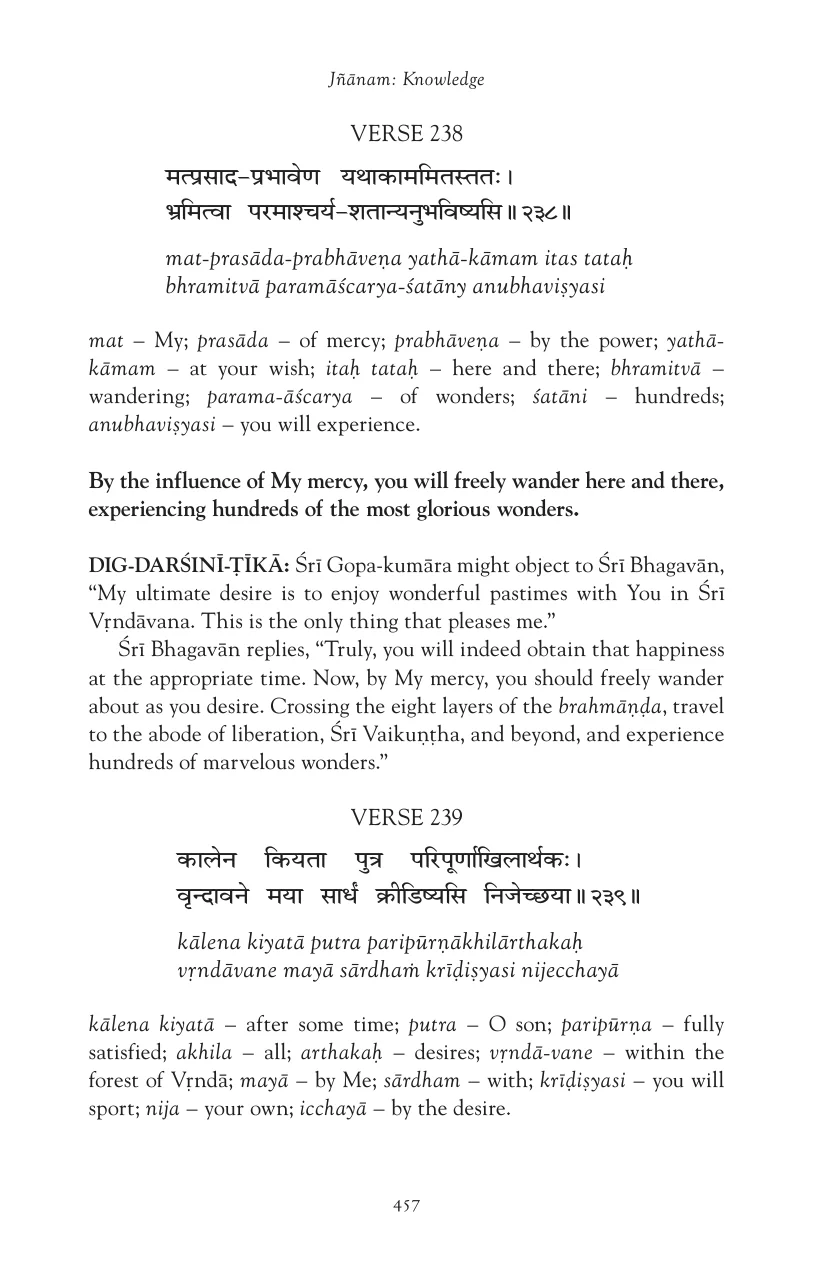 Jñānam: Knowledge
VERSE 238
मत्प्रसाद-प्रभावेण यथाकाममितस्ततः।
भ्रमित्वा परमाश्चर्य-शतान्यनुभविष्यसि॥२३८॥
mat-prasāda-prabhāveṇa yathā-kāmam itas tataḥ
bhramitvā paramāścarya-śatāny anubhaviṣyasi
mat – My; prasāda – of mercy; prabhāveṇa – by the power; yathā-
kāmam – at your wish; itaḥ tataḥ – here and there; bhramitvā –
wandering; parama-āścarya – of wonders; śatāni – hundreds;
anubhaviṣyasi – you will experience.
By the influence of My mercy, you will freely wander here and there,
experiencing hundreds of the most glorious wonders.
DIG-DARŚINĪ-ṬĪKĀ: Śrī Gopa-kumāra might object to Śrī Bhagavān,
“My ultimate desire is to enjoy wonderful pastimes with You in Śrī
Vṛndāvana. This is the only thing that pleases me.”
Śrī Bhagavān replies, “Truly, you will indeed obtain that happiness
at the appropriate time. Now, by My mercy, you should freely wander
about as you desire. Crossing the eight layers of the brahmāṇḍa, travel
to the abode of liberation, Śrī Vaikuṇṭha, and beyond, and experience
hundreds of marvelous wonders.”
VERSE 239
कालेन कियता पुत्र परिपूर्णाखिलार्थकः।
वृन्दावने मया सार्धं क्रीडिष्यसि निजेच्छया॥२३९॥
kālena kiyatā putra paripūrṇākhilārthakaḥ
vṛndāvane mayā sārdhaṁ krīḍiṣyasi nijecchayā
kālena kiyatā – after some time; putra – O son; paripūrṇa – fully
satisfied; akhila – all; arthakaḥ – desires; vṛndā-vane – within the
forest of Vṛndā; mayā – by Me; sārdham – with; krīḍiṣyasi – you will
sport; nija – your own; icchayā – by the desire.
457